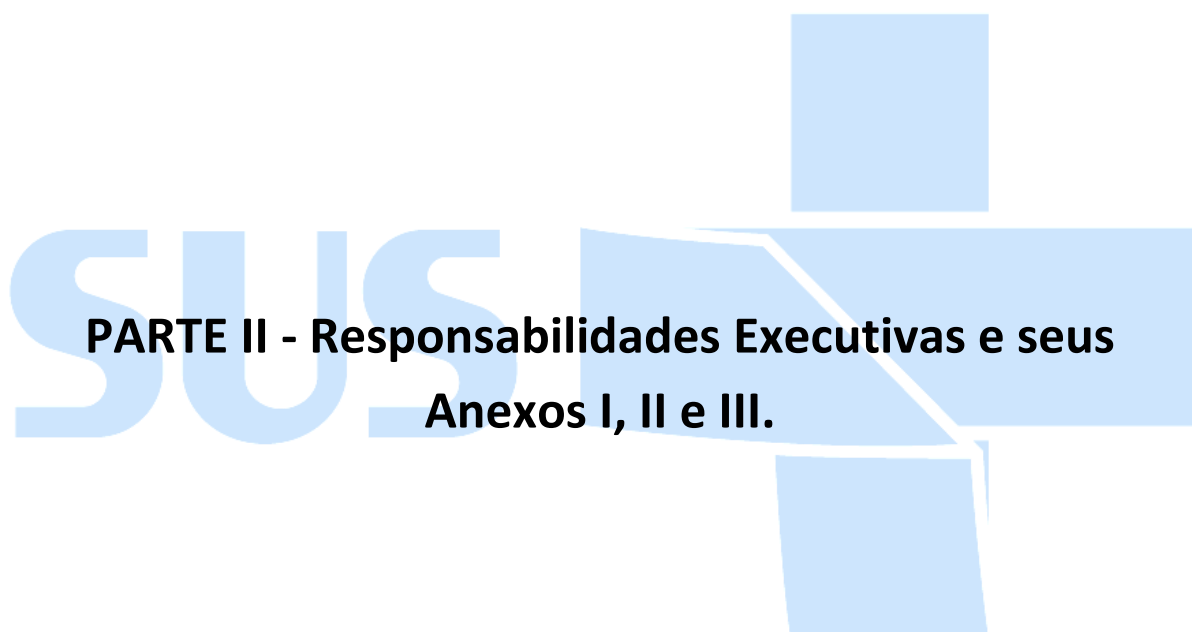 SUS
PARTE II - Responsabilidades Executivas e seus
Anexos I, II e III.